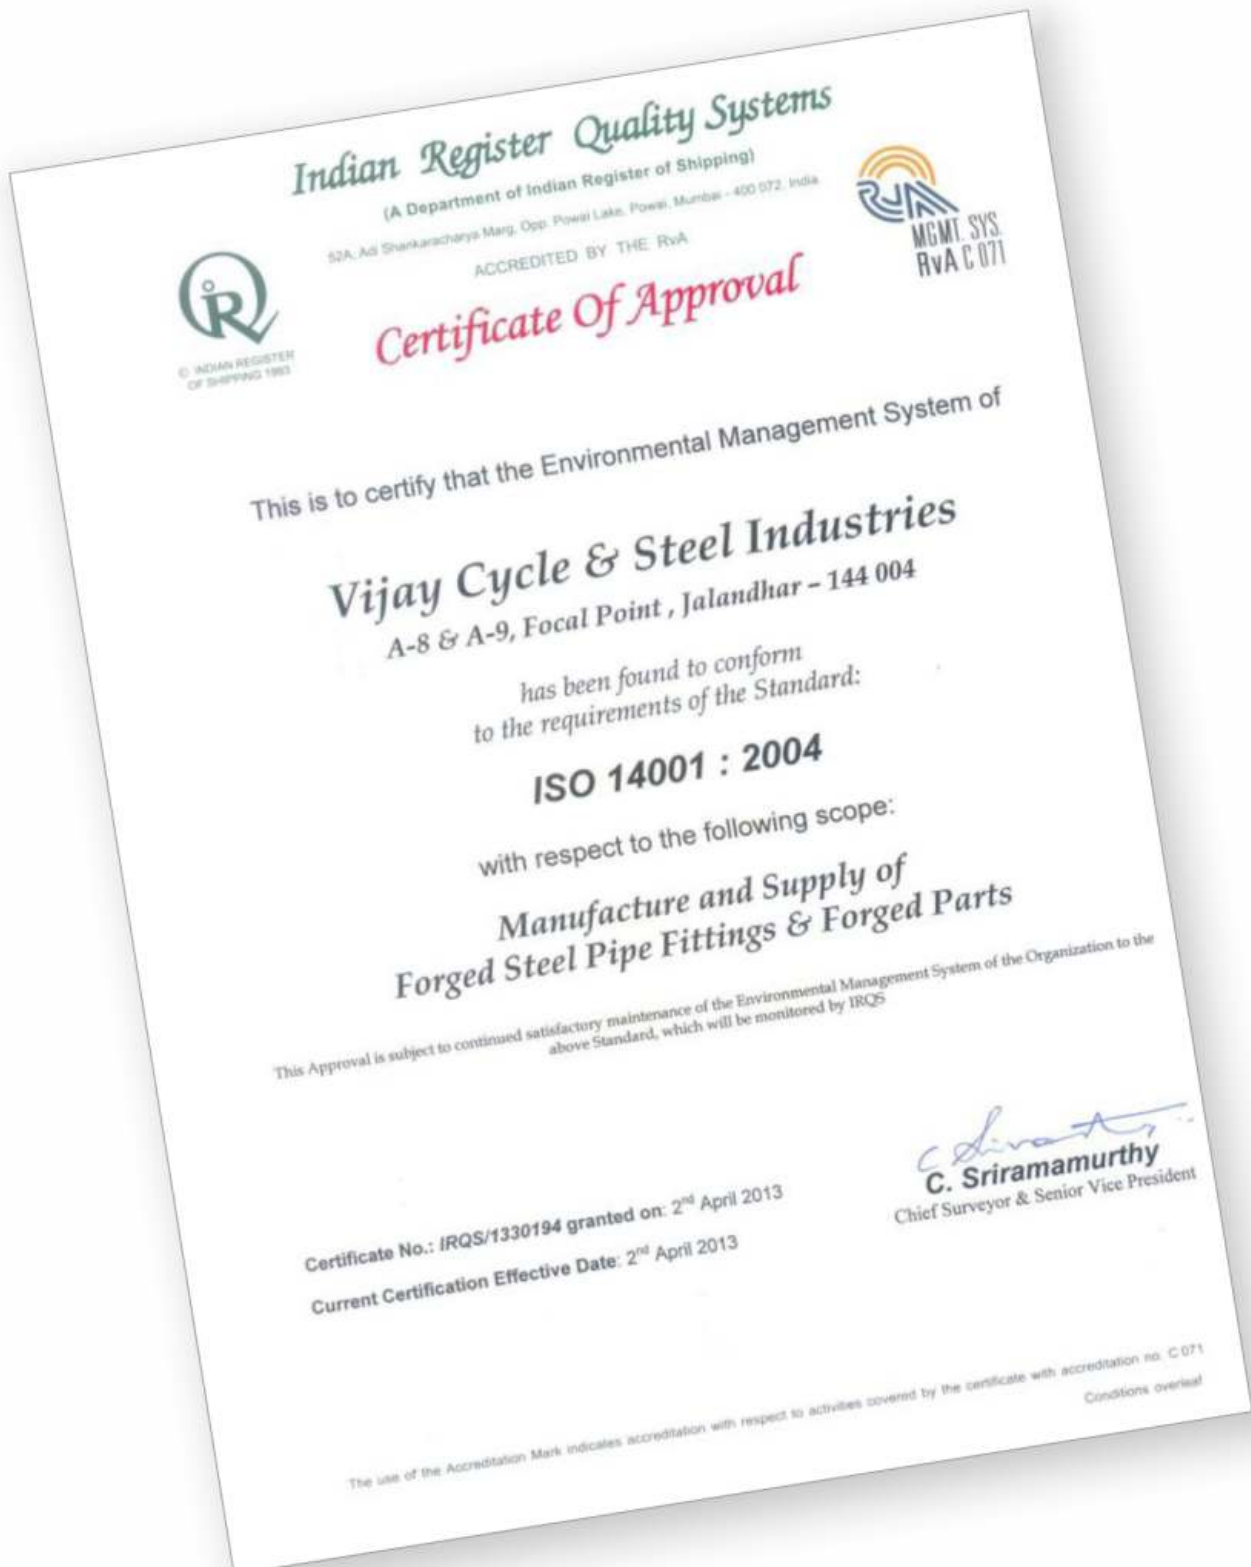 Indian Register Quality Systems
(A Department of Indian Register of Shipping)
52A, Adi Shankaracharya Marg, Opp. Powai Lake, Powai, Mumbai - 400 072, India
ACCREDITED BY THE RvA
Certificate Of Approval
IR
© INDIAN REGISTER
OF SHIPPING 1993
RvA
MGMT. SYS.
RvA C 071
This is to certify that the Environmental Management System of
Vijay Cycle & Steel Industries
A-8 & A-9, Focal Point , Jalandhar – 144 004
has been found to conform
to the requirements of the Standard:
ISO 14001 : 2004
with respect to the following scope:
Manufacture and Supply of
Forged Steel Pipe Fittings & Forged Parts
This Approval is subject to continued satisfactory maintenance of the Environmental Management System of the Organization to the
above Standard, which will be monitored by IRQS
C. Sriramamurthy
Chief Surveyor & Senior Vice President
Certificate No.: IRQS/1330194 granted on: 2nd April 2013
Current Certification Effective Date: 2nd April 2013
The use of the Accreditation Mark indicates accreditation with respect to activities covered by the certificate with accreditation no. C 071
Conditions overleaf